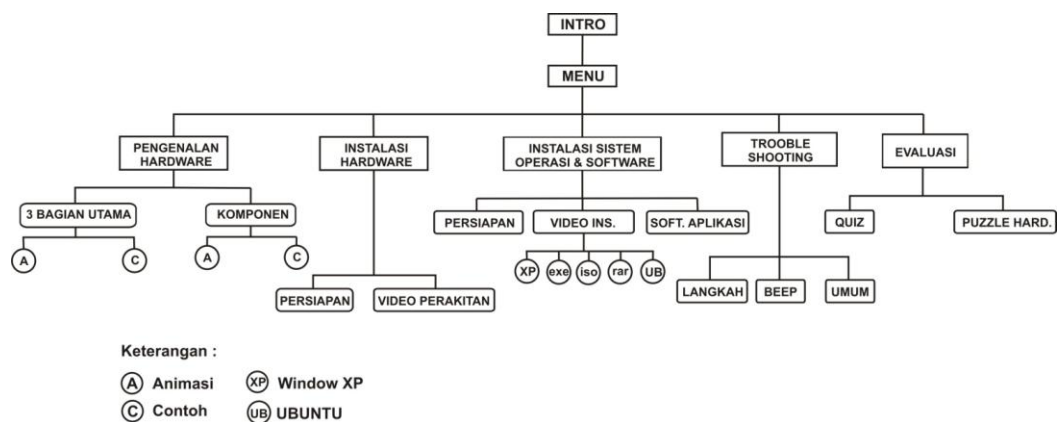 INTRO
MENU
PENGENALAN
HARDWARE
INSTALASI
HARDWARE
INSTALASI SISTEM
OPERASI & SOFTWARE
TROOBLE
SHOOTING
EVALUASI
3 BAGIAN UTAMA
KOMPONEN
PERSIAPAN
VIDEO INS.
SOFT. APLIKASI
QUIZ
PUZZLE HARD.
A
C
A
C
XP
exe
iso
rar
UB
PERSIAPAN
VIDEO PERAKITAN
LANGKAH
BEEP
UMUM
Keterangan :
A Animasi
XP Window XP
C Contoh
UB UBUNTU